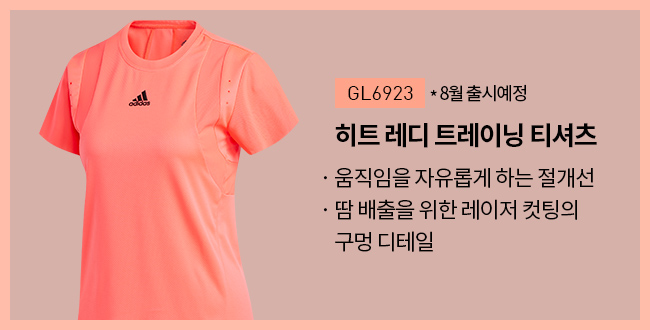 adidas
GL6923 *8월 출시예정
히트 레디 트레이닝 티셔츠
· 움직임을 자유롭게 하는 절개선
· 땀 배출을 위한 레이저 컷팅의
구멍 디테일